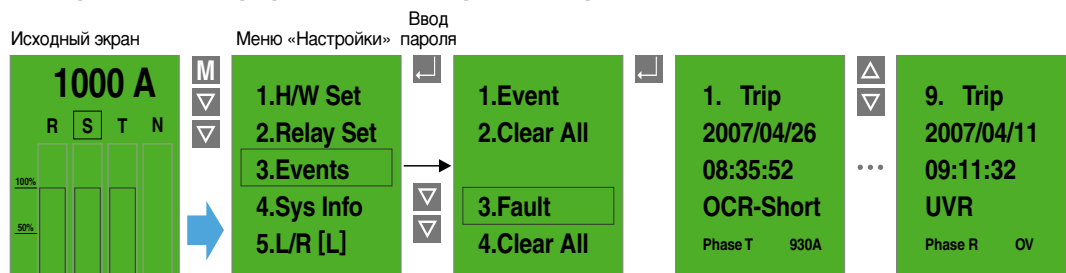 Исходный экран
Меню «Настройки»
Ввод
пароля
1000 A
R S T N
100%
50%
M
1.H/W Set
2.Relay Set
3.Events
4.Sys Info
5.L/R [L]
1.Event
2.Clear All
3.Fault
4.Clear All
1. Trip
2007/04/26
08:35:52
OCR-Short
Phase T 930A
...
9. Trip
2007/04/11
09:11:32
UVR
Phase R OV